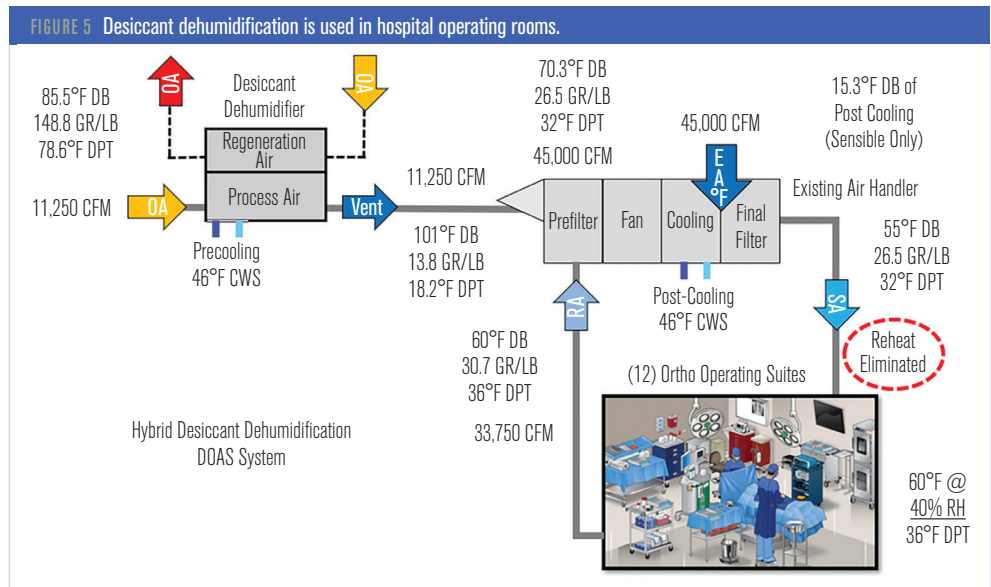 FIGURE 5 Desiccant dehumidification is used in hospital operating rooms.
85.5°F DB
148.8 GR/LB
78.6°F DPT
11,250 CFM
OA
OA
Desiccant
Dehumidifier
OA
Regeneration
Air
Process Air
Precooling
46°F CWS
Vent
11,250 CFM
101°F DB
13.8 GR/LB
18.2°F DPT
70.3°F DB
26.5 GR/LB
32°F DPT
45,000 CFM
45,000 CFM
E
A
°F
15.3°F DB of
Post Cooling
(Sensible Only)
Existing Air Handler
Prefilter
Fan
Cooling
Final
Filter
Post-Cooling
46°F CWS
55°F DB
26.5 GR/LB
32°F DPT
SA
Reheat
Eliminated
RA
60°F DB
30.7 GR/LB
36°F DPT
33,750 CFM
(12) Ortho Operating Suites
Hybrid Desiccant Dehumidification
DOAS System
60°F @
40% RH
36°F DPT